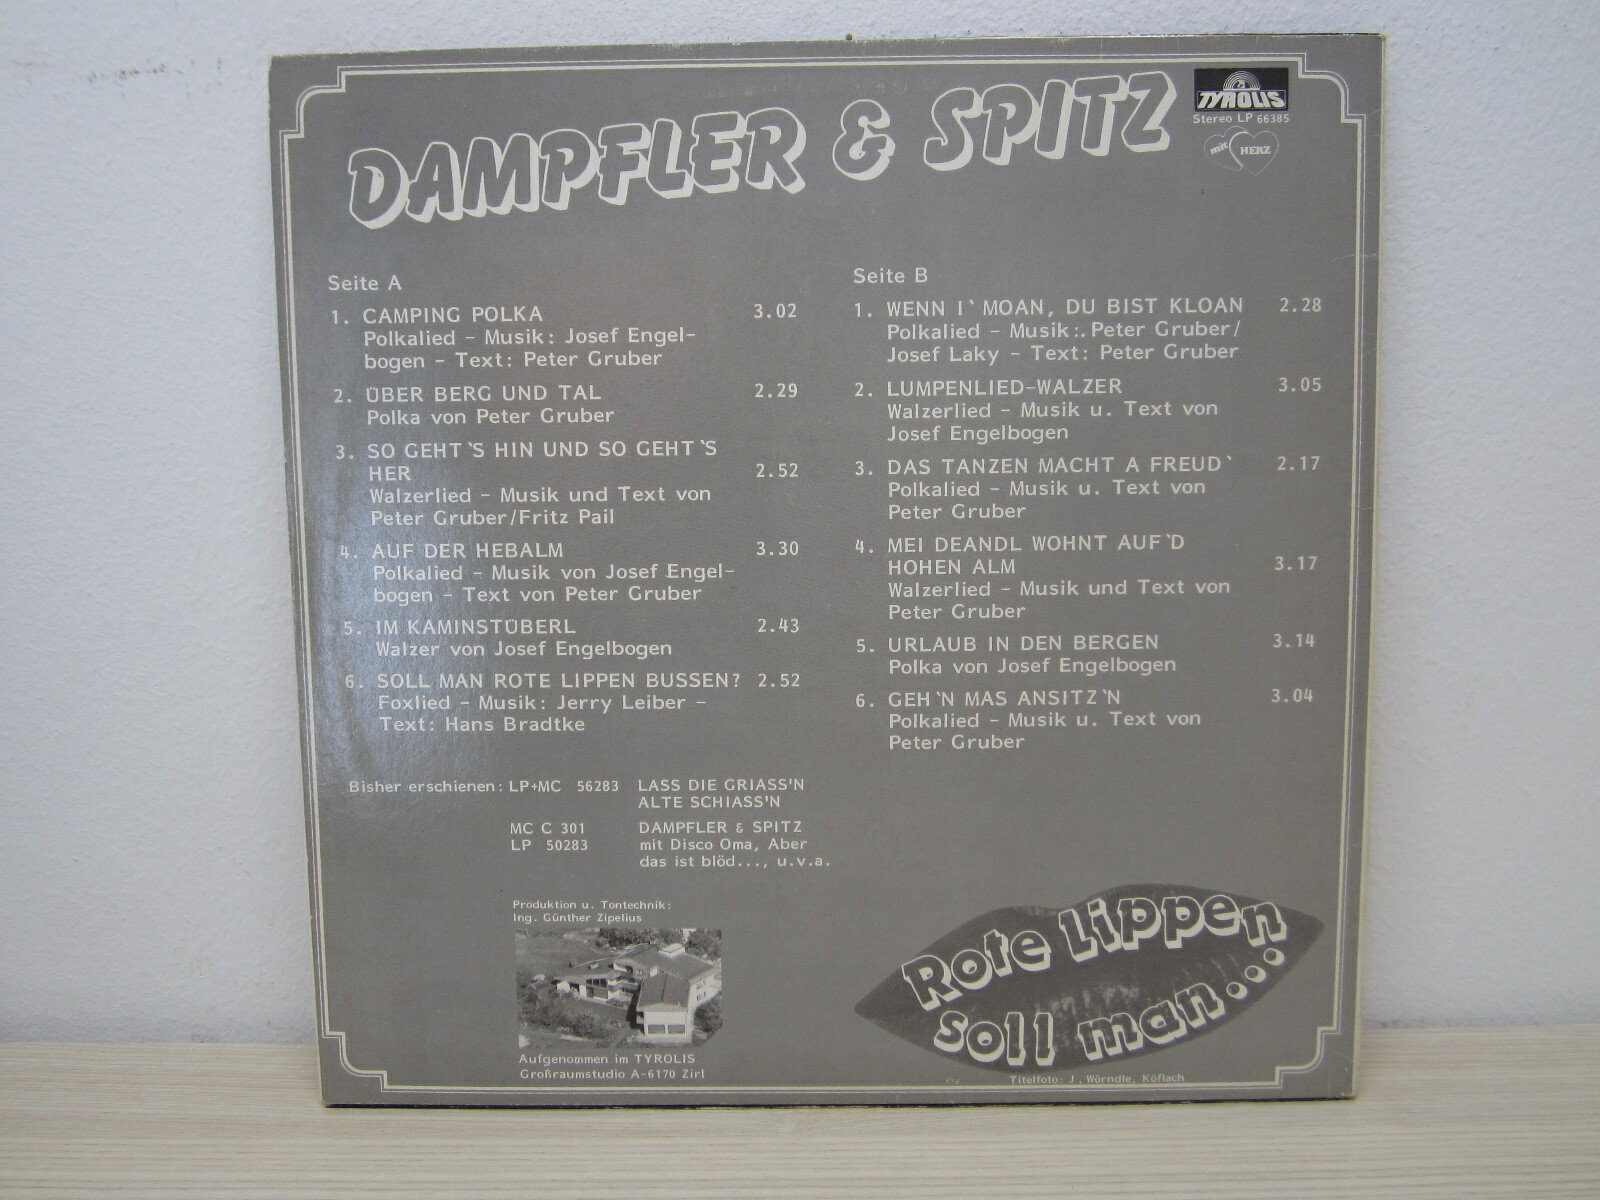 DAMPFLER & SPITZ
TYROLIS
Stereo LP 66385
mit HERZ
Seite A
1. CAMPING POLKA 3.02
Polkalied - Musik: Josef Engel-
bogen - Text: Peter Gruber
2. ÜBER BERG UND TAL 2.29
Polka von Peter Gruber
3. SO GEHT`S HIN UND SO GEHT`S
HER 2.52
Walzerlied - Musik und Text von
Peter Gruber/Fritz Pail
4. AUF DER HEBALM 3.30
Polkalied - Musik von Josef Engel-
bogen - Text von Peter Gruber
5. IM KAMINSTÜBERL 2.43
Walzer von Josef Engelbogen
6. SOLL MAN ROTE LIPPEN BUSSEN? 2.52
Foxlied - Musik: Jerry Leiber -
Text: Hans Bradtke
Seite B
1. WENN I` MOAN, DU BIST KLOAN 2.28
Polkalied - Musik:. Peter Gruber/
Josef Laky - Text: Peter Gruber
2. LUMPENLIED-WALZER 3.05
Walzerlied - Musik u. Text von
Josef Engelbogen
3. DAS TANZEN MACHT A FREUD` 2.17
Polkalied - Musik u. Text von
Peter Gruber
4. MEI DEANDL WOHNT AUF`D
HOHEN ALM 3.17
Walzerlied - Musik und Text von
Peter Gruber
5. URLAUB IN DEN BERGEN 3.14
Polka von Josef Engelbogen
6. GEH`N MAS ANSITZ`N 3.04
Polkalied - Musik u. Text von
Peter Gruber
Bisher erschienen: LP+MC 56283 LASS DIE GRIASS'N
ALTE SCHIASS'N
MC C 301 DAMPFLER & SPITZ
LP 50283 mit Disco Oma, Aber
das ist blöd..., u.v.a.
Produktion u. Tontechnik:
Ing. Günther Zipelius
Aufgenommen im TYROLIS
Großraumstudio A-6170 Zirl
Rote Lippen
soll man...
Titelfoto: J. Wörndle, Köflach